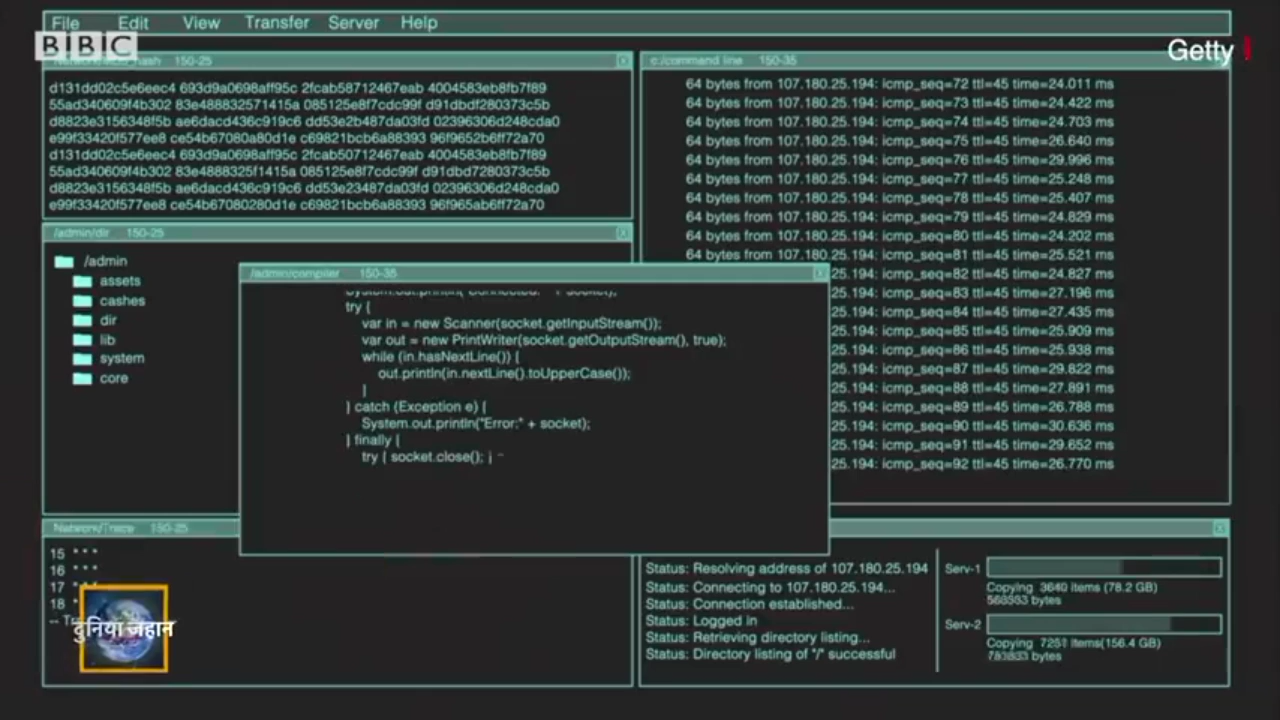 File Edit View Transfer Server Help
BBC
Getty
150-25
d131dd02c5e6eec4 693d9a0698aff95c 2fcab58712467eab 4004583eb8fb7f89
55ad340609f4b302 83e488832571415a 085125e8f7cdc99f d91dbdf280373c5b
d8823e3156348f5b ae6dacd436c919c6 dd53e2b487da03fd 02396306d248cda0
e99f33420f577ee8 ce54b67080a80d1e c69821bcb6a88393 96f9652b6ff72a70
d131dd02c5e6eec4 693d9a0698aff95c 2fcab50712467eab 4004583eb8fb7f89
55ad340609f4b302 83e4888325f1415a 085125e8f7cdc99f d91dbd7280373c5b
d8823e3156348f5b ae6dacd436c919c6 dd53e23487da03fd 02396306d248cda0
e99f33420f577ee8 ce54b67080280d1e c69821bcb6a88393 96f965ab6ff72a70
c:/command line 150-35
64 bytes from 107.180.25.194: icmp_seq=72 ttl=45 time=24.011 ms
64 bytes from 107.180.25.194: icmp_seq=73 ttl=45 time=24.422 ms
64 bytes from 107.180.25.194: icmp_seq=74 ttl=45 time=24.703 ms
64 bytes from 107.180.25.194: icmp_seq=75 ttl=45 time=26.640 ms
64 bytes from 107.180.25.194: icmp_seq=76 ttl=45 time=29.996 ms
64 bytes from 107.180.25.194: icmp_seq=77 ttl=45 time=25.248 ms
64 bytes from 107.180.25.194: icmp_seq=78 ttl=45 time=25.407 ms
64 bytes from 107.180.25.194: icmp_seq=79 ttl=45 time=24.829 ms
64 bytes from 107.180.25.194: icmp_seq=80 ttl=45 time=24.202 ms
64 bytes from 107.180.25.194: icmp_seq=81 ttl=45 time=25.521 ms
25.194: icmp_seq=82 ttl=45 time=24.827 ms
25.194: icmp_seq=83 ttl=45 time=27.196 ms
25.194: icmp_seq=84 ttl=45 time=27.435 ms
25.194: icmp_seq=85 ttl=45 time=25.909 ms
25.194: icmp_seq=86 ttl=45 time=25.938 ms
25.194: icmp_seq=87 ttl=45 time=29.822 ms
25.194: icmp_seq=88 ttl=45 time=27.891 ms
25.194: icmp_seq=89 ttl=45 time=26.788 ms
25.194: icmp_seq=90 ttl=45 time=30.636 ms
25.194: icmp_seq=91 ttl=45 time=29.652 ms
25.194: icmp_seq=92 ttl=45 time=26.770 ms
/admin/dir 150-25
/admin
assets
cashes
dir
lib
system
core
/admin/compiler 150-35
System.out.println("Connected: " + socket);
try {
var in = new Scanner(socket.getInputStream());
var out = new PrintWriter(socket.getOutputStream(), true);
while (in.hasNextLine()) {
out.println(in.nextLine().toUpperCase());
}
} catch (Exception e) {
System.out.println("Error:" + socket);
} finally {
try { socket.close(); }
Network/Trace 150-25
15 * * *
16 * * *
17 * * *
18 *
दुनिया जहान
Status: Resolving address of 107.180.25.194
Status: Connecting to 107.180.25.194...
Status: Connection established...
Status: Logged in
Status: Retrieving directory listing...
Status: Directory listing of "/" successful
Serv-1
Copying 3640 items (78.2 GB)
bytes
Serv-2
Copying 7251 Items(156.4 GB)
bytes